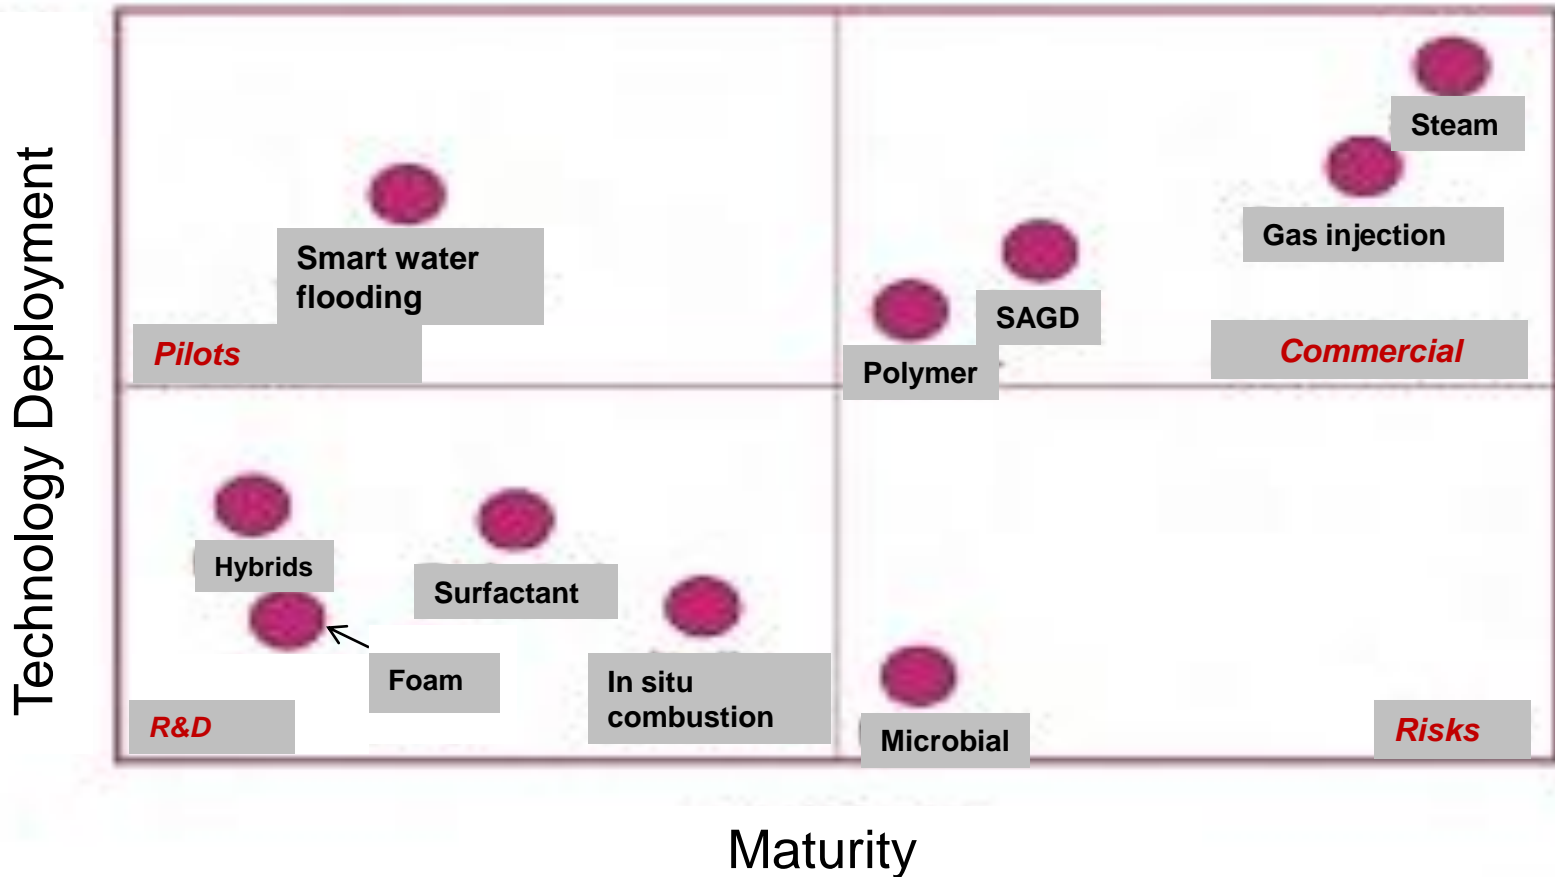 Technology Deployment
Steam
Smart water
flooding
Gas injection
SAGD
Polymer
Pilots
Commercial
Hybrids
Surfactant
Foam
In situ
combustion
R&D
Microbial
Risks
Maturity